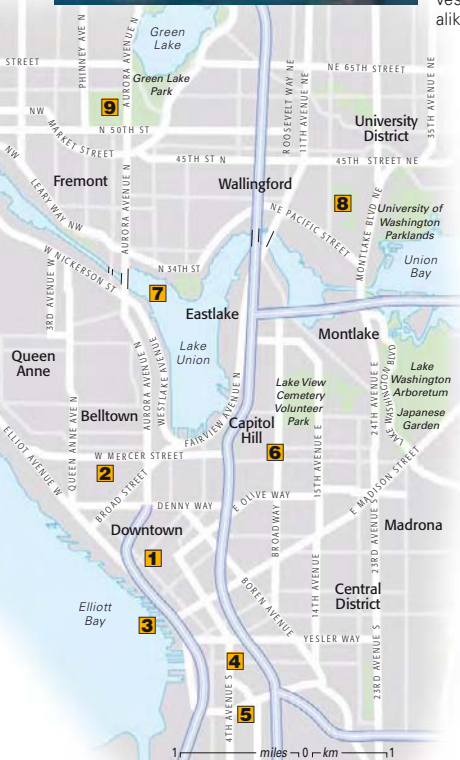 ves
alik
PHINNEY AVE N
AURORA AVENUE N
Green
Lake
STREET
Green Lake
Park
9
ROOSEVELT WAY NE
11TH AVENUE NE
NE 65TH STREET
35TH AVENUE NE
University
District
NW
MARKET STREET
N 50TH ST
45TH ST N
45TH STREET NE
NW
LEARY WAY NW
Fremont
Wallingford
AURORA AVENUE N
8
NE PACIFIC STREET
MONTLAKE BLVD NE
University of
Washington
Parklands
Union
Bay
W NICKERSON ST
3RD AVENUE W
N 34TH ST
7
Eastlake
Lake
Union
Montlake
Queen
Anne
AURORA AVENUE N
WESTLAKE AVENUE
Lake View
Cemetery
Volunteer
Park
24TH AVENUE E
LAKE WASHINGTON BLVD
Lake
Washington
Arboretum
Japanese
Garden
Belltown
QUEEN ANNE AVE N
FAIRVIEW AVENUE N
Capitol
Hill
6
15TH AVENUE E
ELLIOT AVENUE W
W MERCER STREET
2
BROAD STREET
DENNY WAY
E OLIVE WAY
E MADISON STREET
BROADWAY
Downtown
1
Madrona
23RD AVENUE S
Elliott
Bay
3
BOREN AVENUE
14TH AVENUE
Central
District
YESLER WAY
4
4TH AVENUE S
5
23RD AVENUE S
1 miles 0 km 1